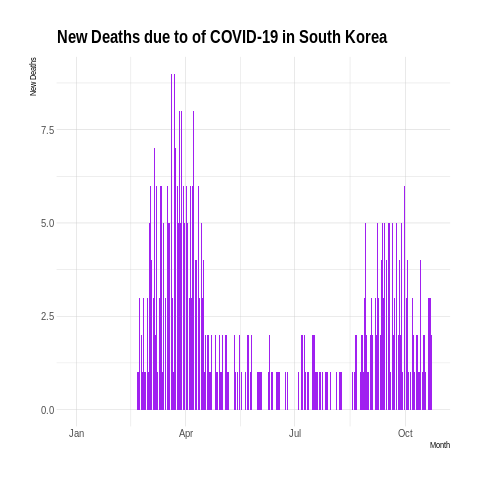 New Deaths due to of COVID-19 in South Korea
New Deaths
7.5
5.0
2.5
0.0
Jan Apr Jul Oct
Month